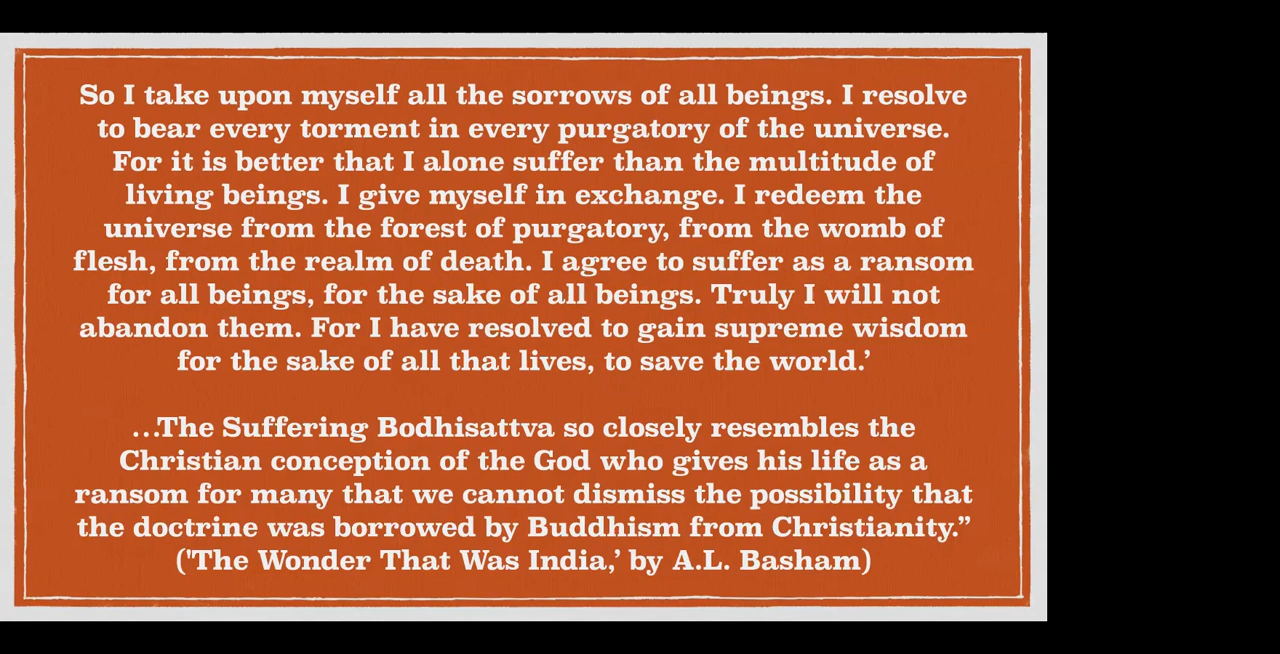 So I take upon myself all the sorrows of all beings. I resolve
to bear every torment in every purgatory of the universe.
For it is better that I alone suffer than the multitude of
living beings. I give myself in exchange. I redeem the
universe from the forest of purgatory, from the womb of
flesh, from the realm of death. I agree to suffer as a ransom
for all beings, for the sake of all beings. Truly I will not
abandon them. For I have resolved to gain supreme wisdom
for the sake of all that lives, to save the world.’
…The Suffering Bodhisattva so closely resembles the
Christian conception of the God who gives his life as a
ransom for many that we cannot dismiss the possibility that
the doctrine was borrowed by Buddhism from Christianity.”
('The Wonder That Was India,’ by A.L. Basham)